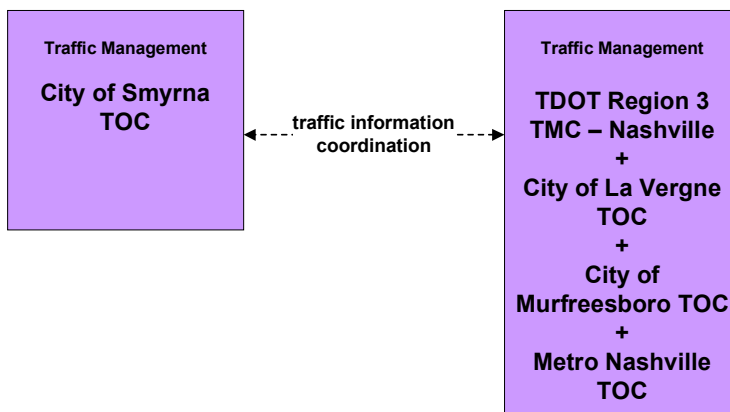 Traffic Management
City of Smyrna
TOC
traffic information
coordination
Traffic Management
TDOT Region 3
TMC – Nashville
+
City of La Vergne
TOC
+
City of
Murfreesboro TOC
+
Metro Nashville
TOC